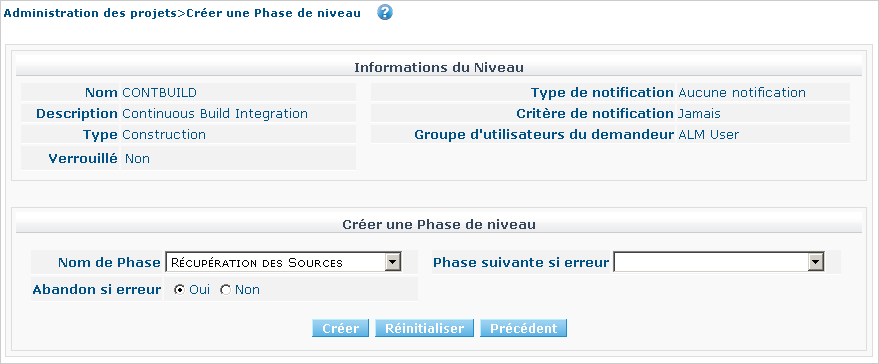 Administration des projets>Créer une Phase de niveau ?
Informations du Niveau
Nom CONTBUILD
Type de notification Aucune notification
Description Continuous Build Integration
Critère de notification Jamais
Type Construction
Groupe d'utilisateurs du demandeur ALM User
Verrouillé Non
Créer une Phase de niveau
Nom de Phase Récupération des Sources
Phase suivante si erreur
Abandon si erreur Oui Non
Créer Réinitialiser Précédent